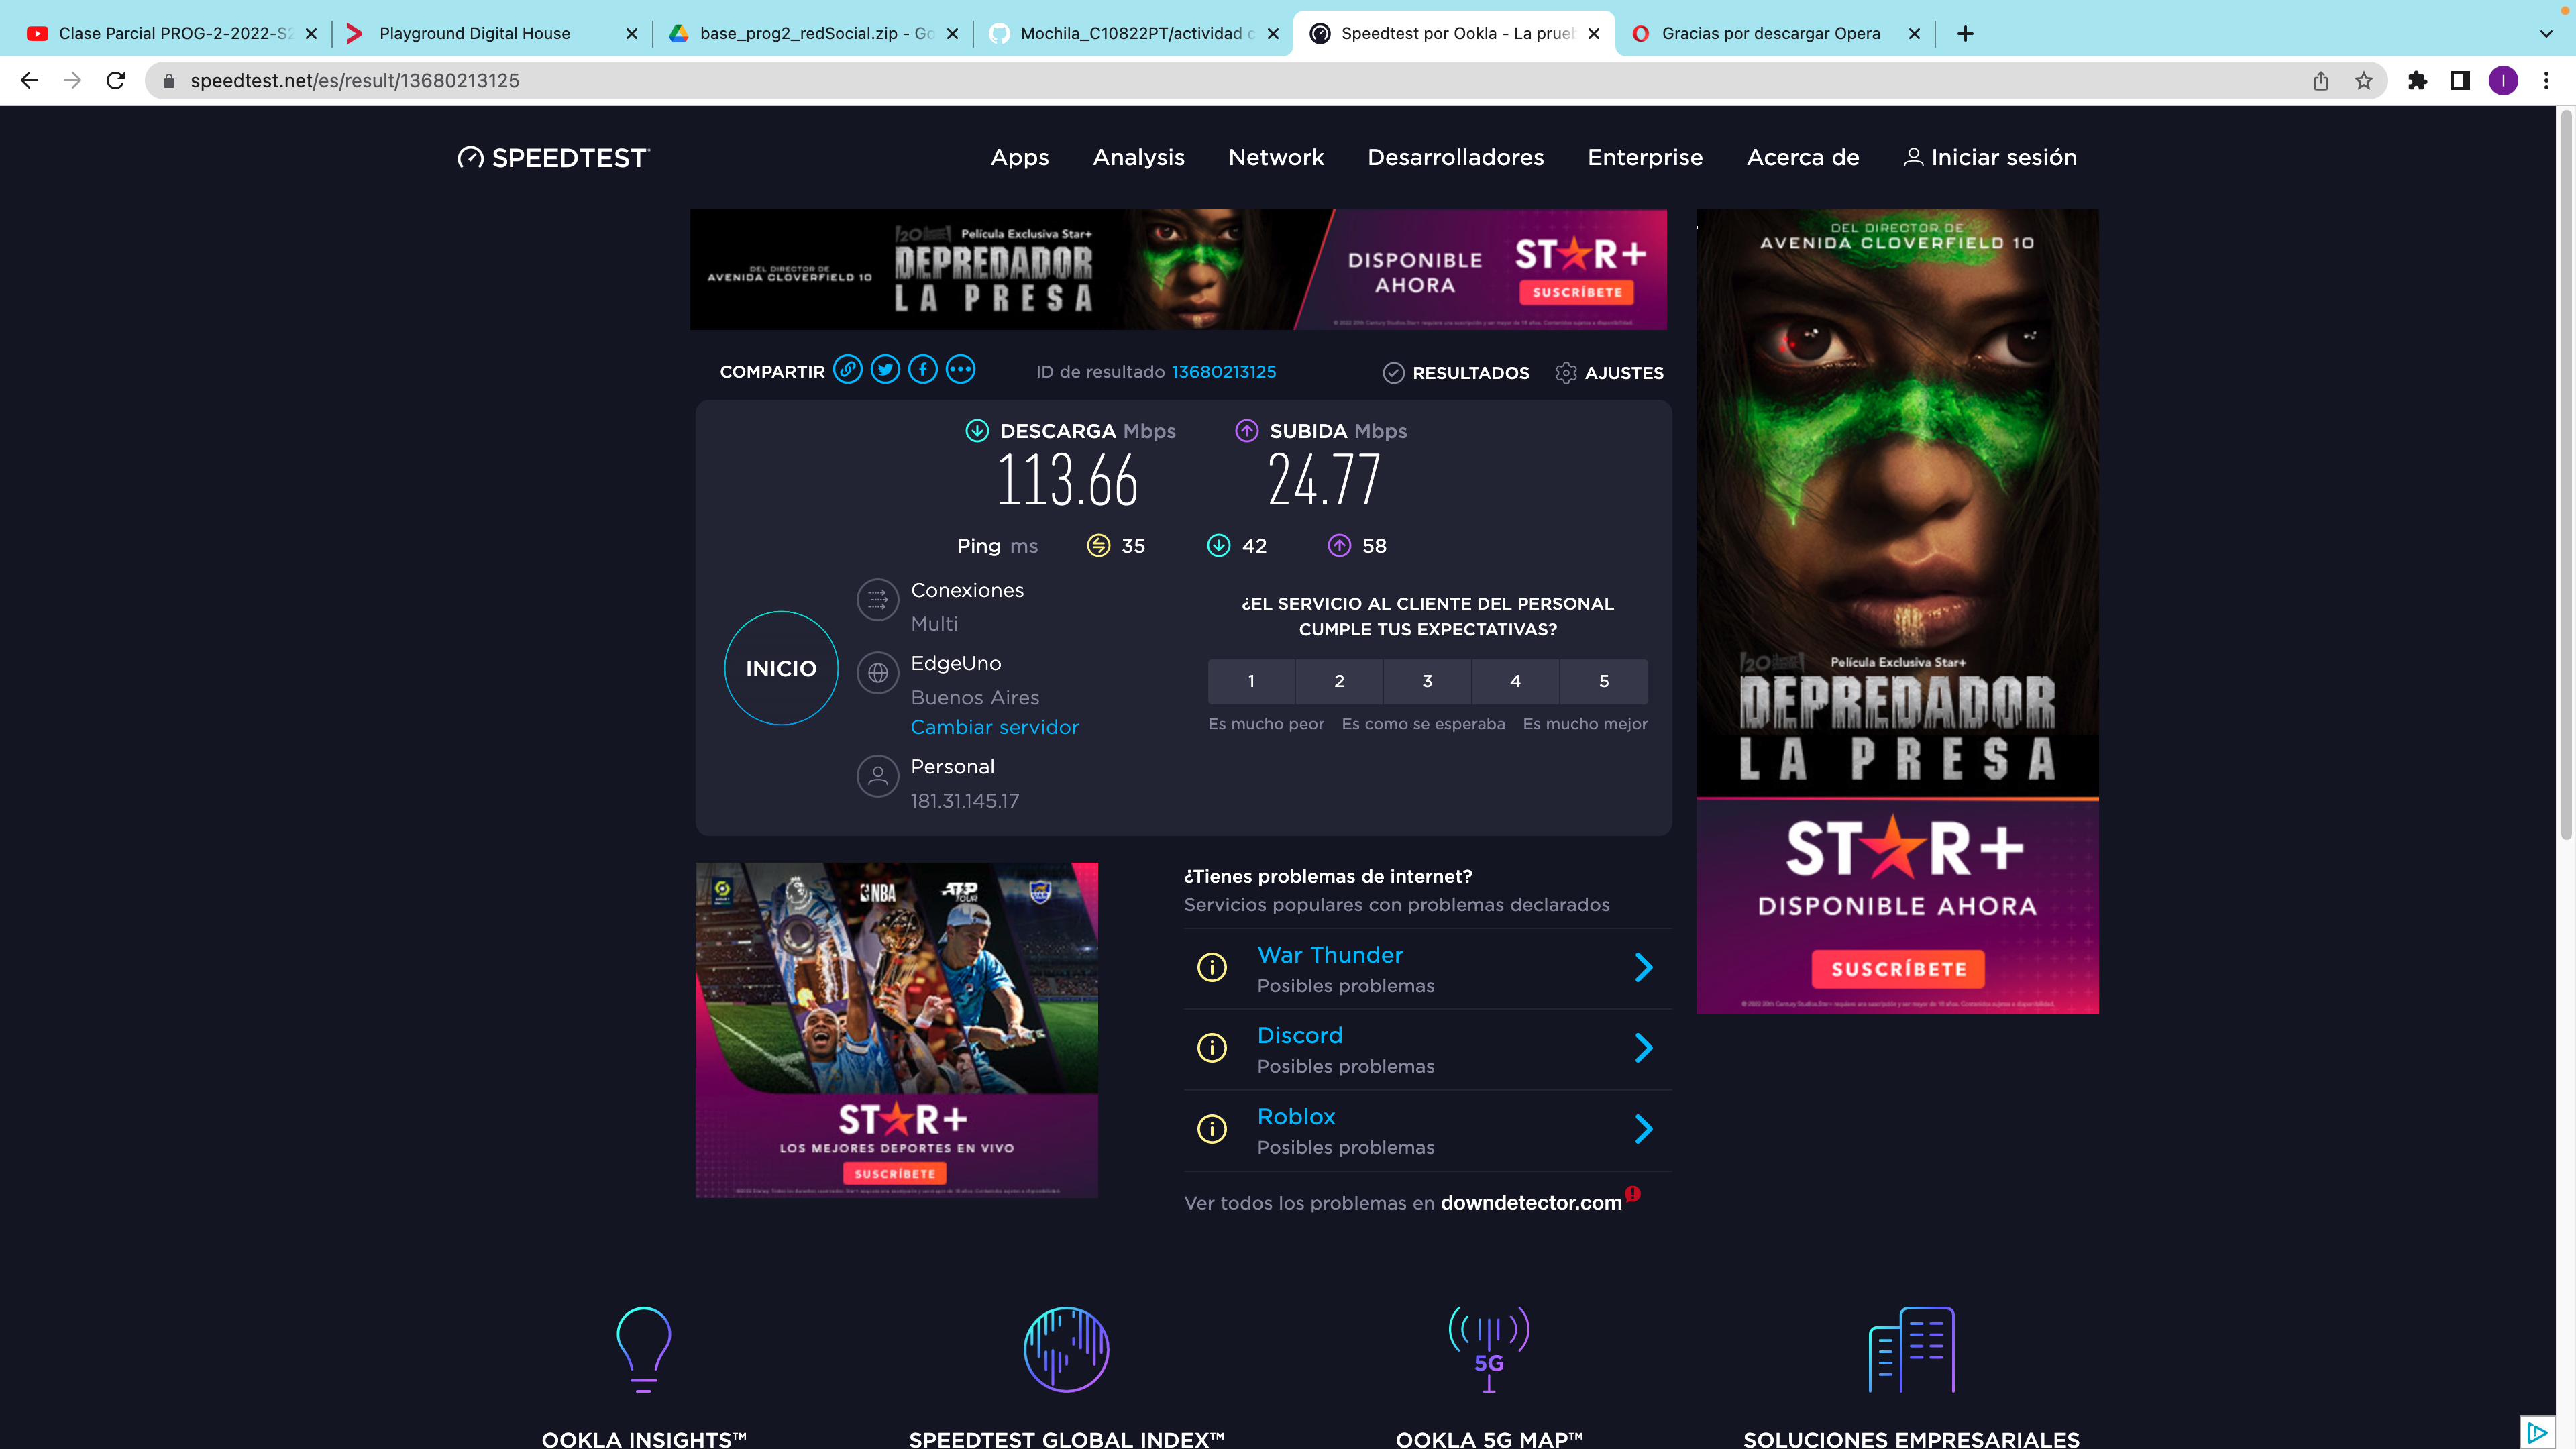 Clase Parcial PROG-2-2022-S2
Playground Digital House
base_prog2_redSocial.zip - Go
Mochila_C10822PT/actividad c
Speedtest por Ookla - La prueb
Gracias por descargar Opera
speedtest.net/es/result/13680213125
I
SPEEDTEST
Apps
Analysis
Network
Desarrolladores
Enterprise
Acerca de
Iniciar sesión
DEL DIRECTOR DE
AVENIDA CLOVERFIELD 10
Película Exclusiva Star+
DEPREDADOR
LA PRESA
DISPONIBLE
AHORA
STAR+
SUSCRÍBETE
COMPARTIR
ID de resultado 13680213125
RESULTADOS
AJUSTES
DESCARGA Mbps
113.66
SUBIDA Mbps
24.77
Ping ms
35
42
58
INICIO
Conexiones
Multi
EdgeUno
Buenos Aires
Cambiar servidor
Personal
181.31.145.17
¿EL SERVICIO AL CLIENTE DEL PERSONAL
CUMPLE TUS EXPECTATIVAS?
1 2 3 4 5
Es mucho peor Es como se esperaba Es mucho mejor
DEL DIRECTOR DE
AVENIDA CLOVERFIELD 10
Película Exclusiva Star+
DEPREDADOR
LA PRESA
STAR+
DISPONIBLE AHORA
SUSCRÍBETE
NBA
ATP
TOUR
STAR+
LOS MEJORES DEPORTES EN VIVO
SUSCRÍBETE
¿Tienes problemas de internet?
Servicios populares con problemas declarados
War Thunder
Posibles problemas
Discord
Posibles problemas
Roblox
Posibles problemas
Ver todos los problemas en downdetector.com
5G
OOKLA INSIGHTS™
SPEEDTEST GLOBAL INDEX™
OOKLA 5G MAP™
SOLUCIONES EMPRESARIALES